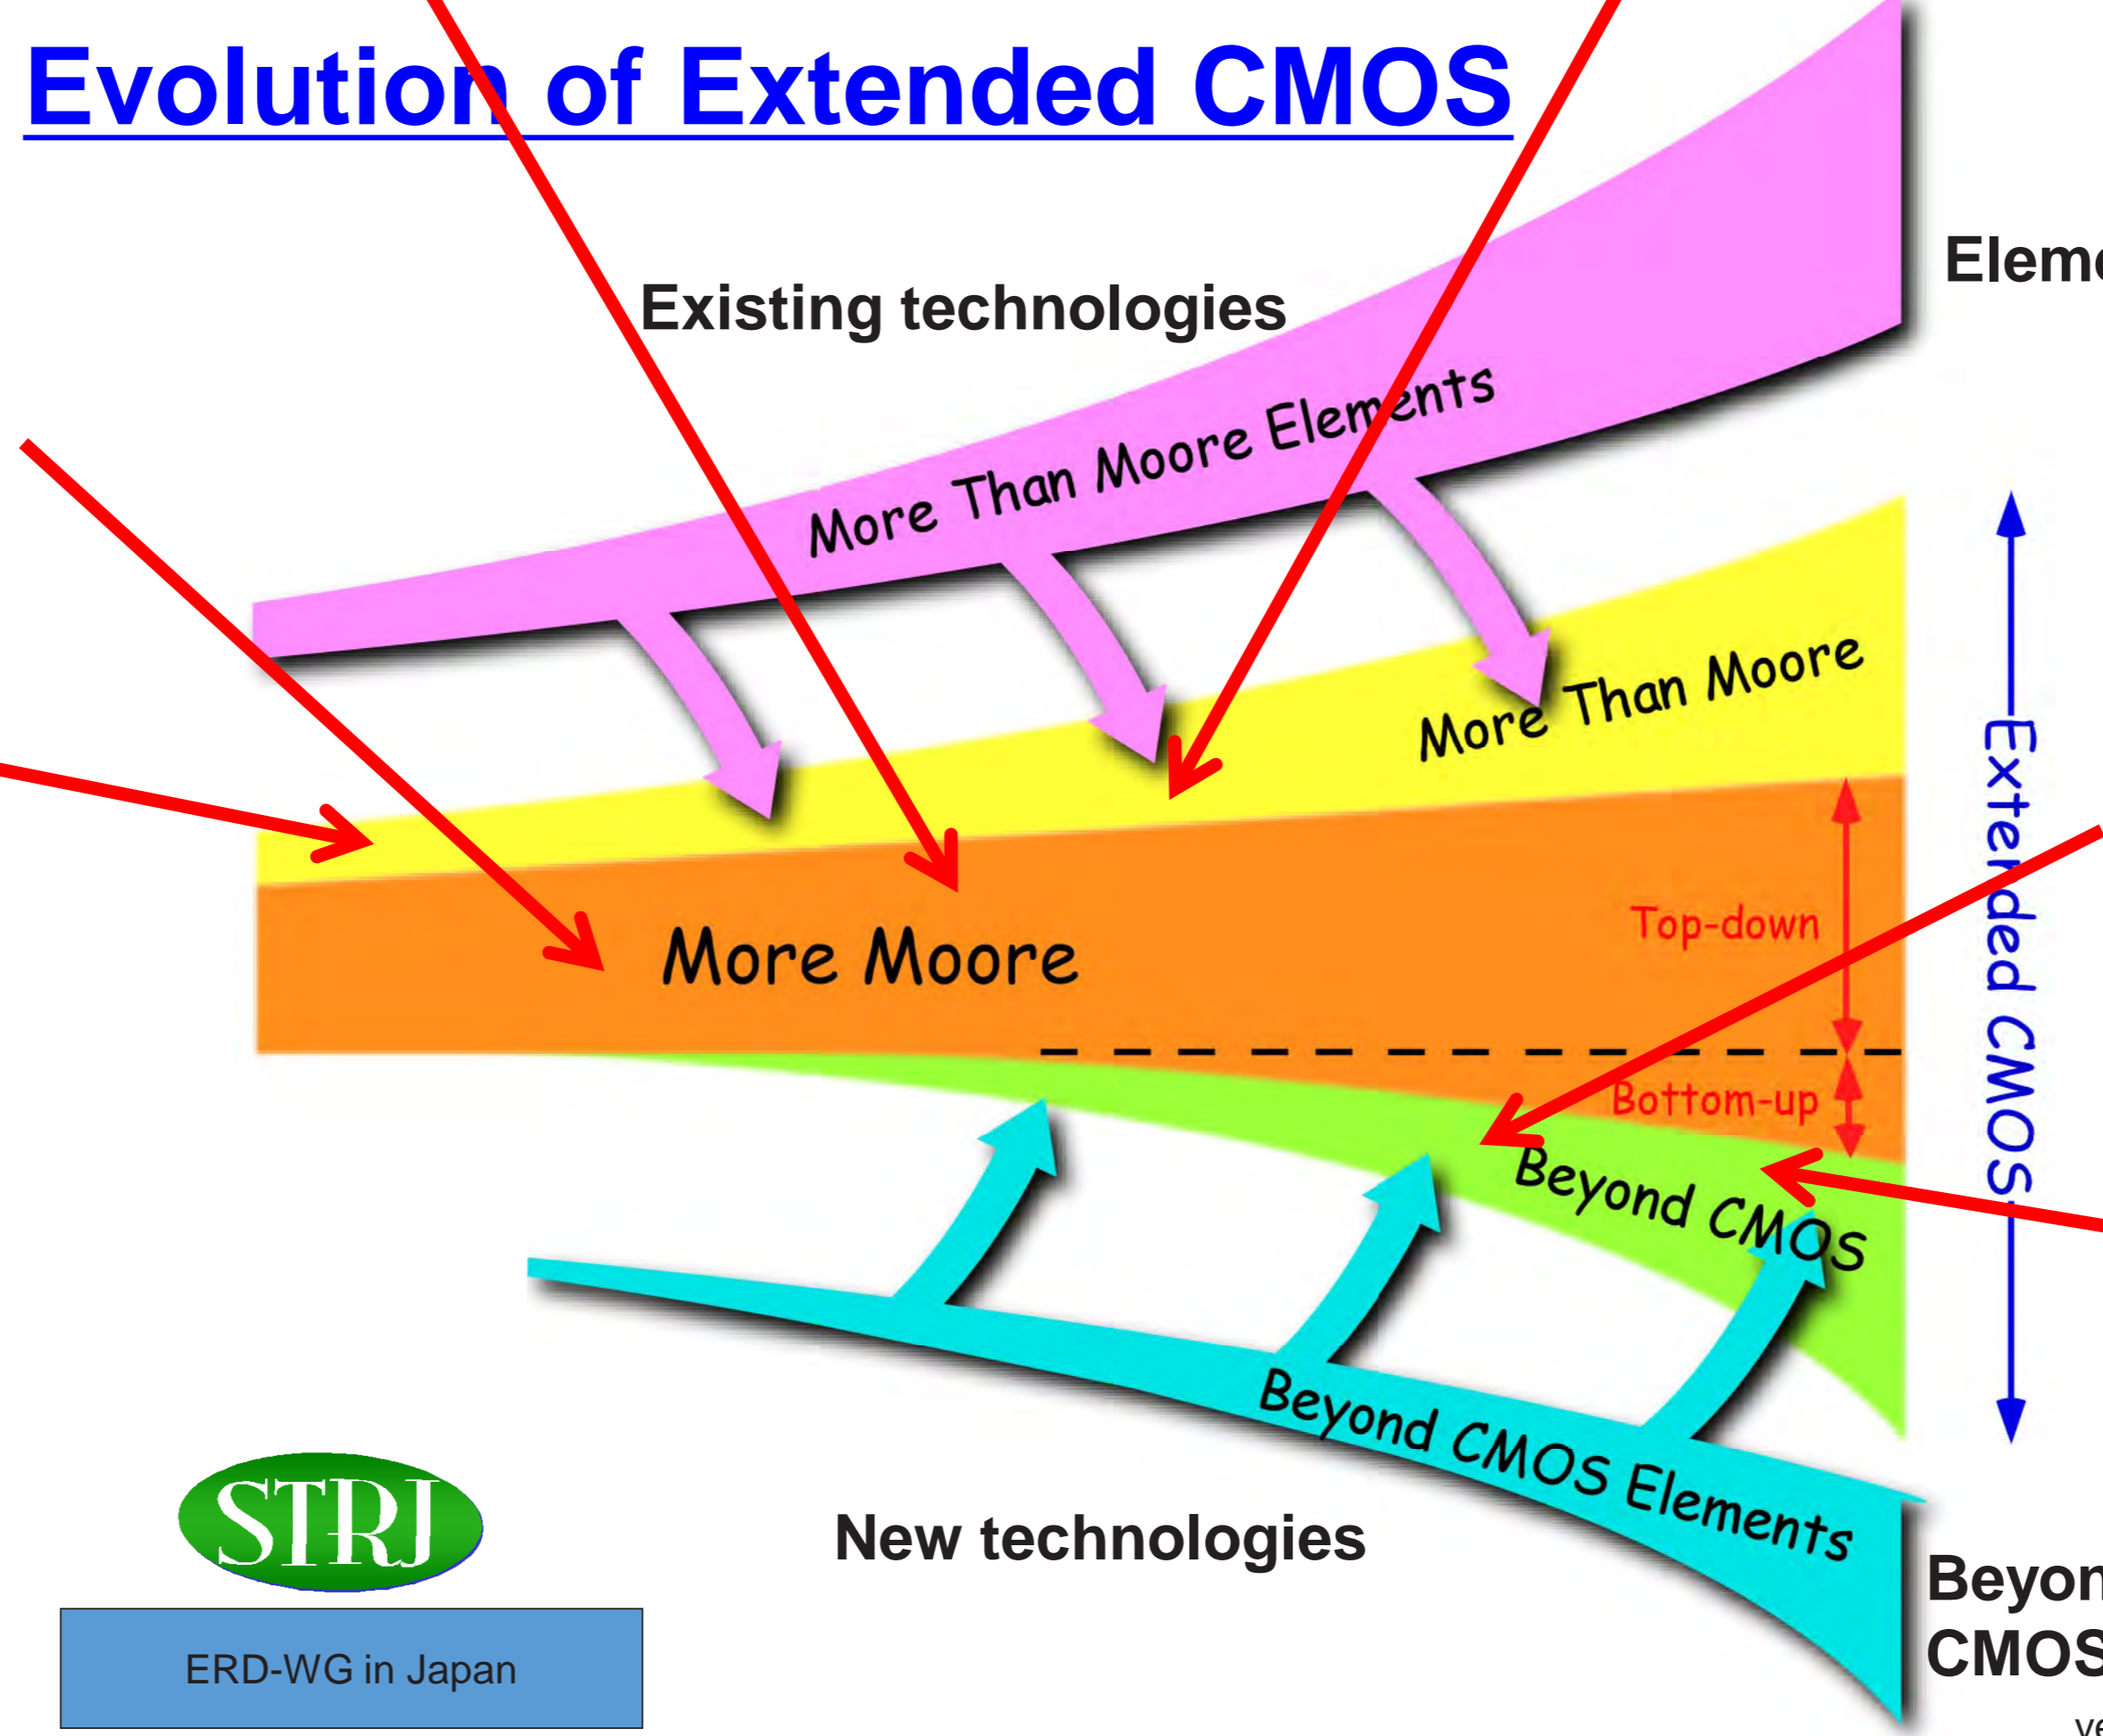 Evolution of Extended CMOS
Existing technologies
More Than Moore Elements
More Than Moore
Extended CMOS
More Moore
Top-down
Bottom-up
Beyond CMOS
Beyond CMOS Elements
New technologies
STRJ
ERD-WG in Japan
CMOS